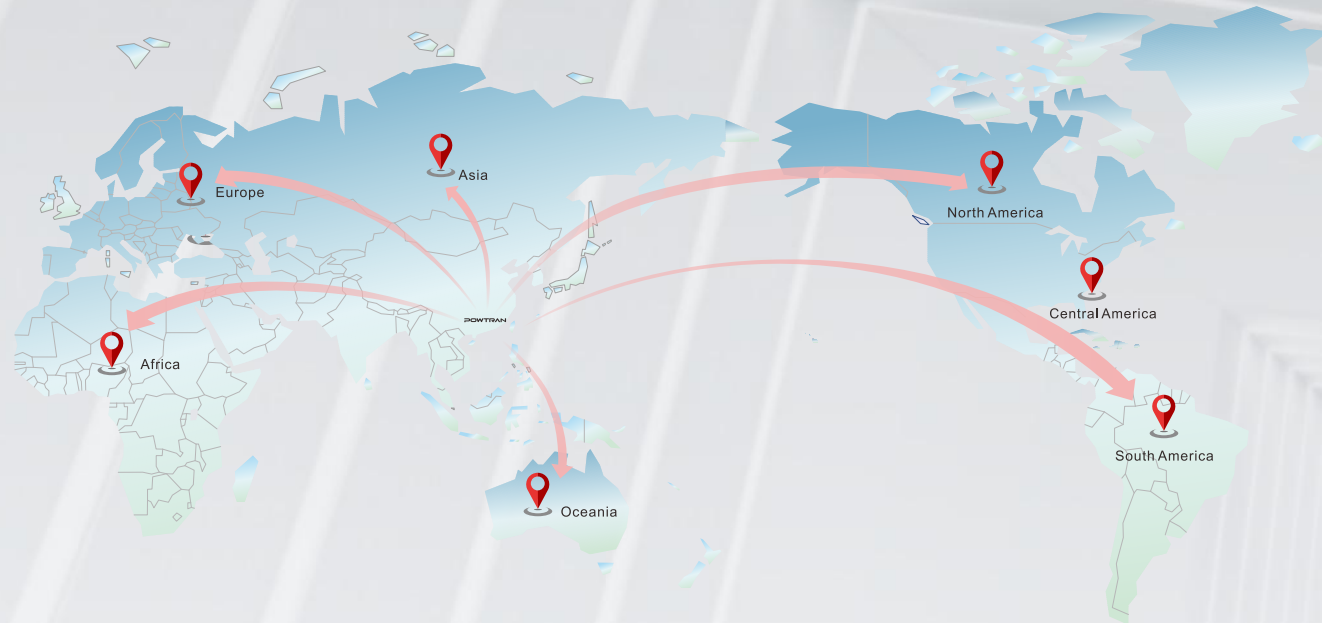 Asia
Europe
North America
Central America
POWTRAN
Africa
South America
Oceania